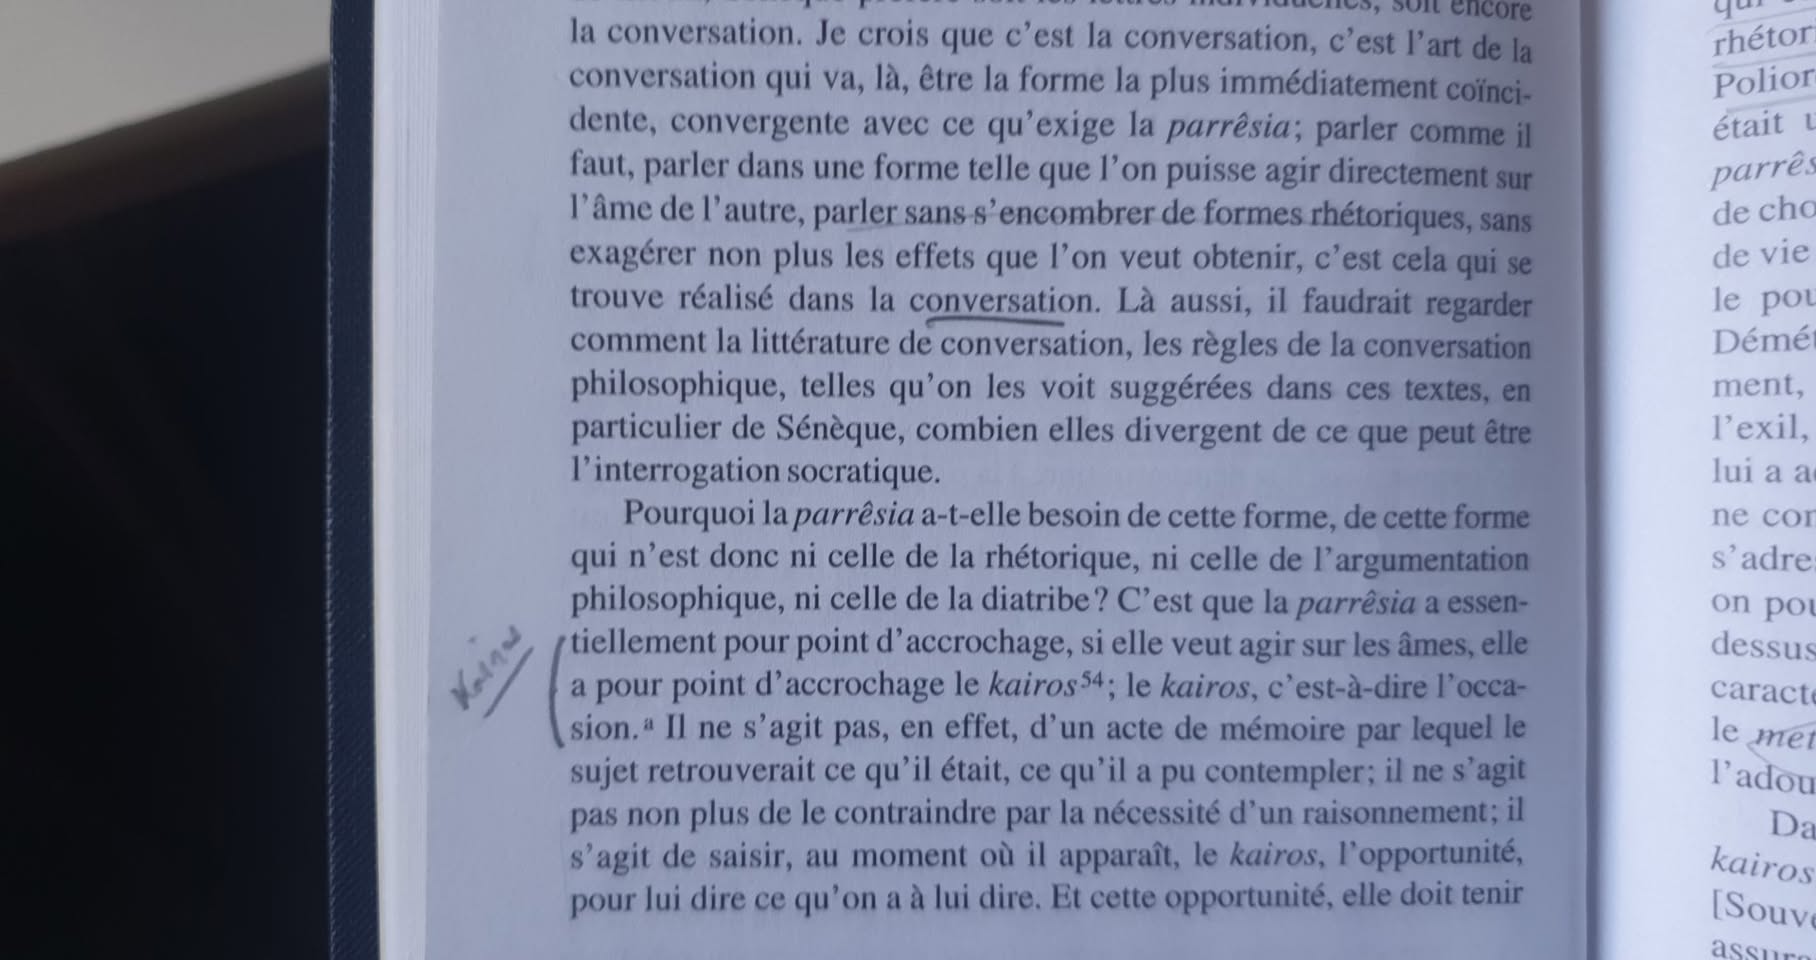 soit encore
la conversation. Je crois que c'est la conversation, c'est l'art de la
conversation qui va, là, être la forme la plus immédiatement coïnci-
dente, convergente avec ce qu'exige la parrêsia; parler comme il
faut, parler dans une forme telle que l'on puisse agir directement sur
l'âme de l'autre, parler sans s'encombrer de formes rhétoriques, sans
exagérer non plus les effets que l'on veut obtenir, c'est cela qui se
trouve réalisé dans la conversation. Là aussi, il faudrait regarder
comment la littérature de conversation, les règles de la conversation
philosophique, telles qu'on les voit suggérées dans ces textes, en
particulier de Sénèque, combien elles divergent de ce que peut être
l'interrogation socratique.
Pourquoi la parrêsia a-t-elle besoin de cette forme, de cette forme
qui n'est donc ni celle de la rhétorique, ni celle de l'argumentation
philosophique, ni celle de la diatribe? C'est que la parrêsia a essen-
tiellement pour point d'accrochage, si elle veut agir sur les âmes, elle
a pour point d'accrochage le kairos⁵⁴; le kairos, c'est-à-dire l'occa-
sion.ᵃ Il ne s'agit pas, en effet, d'un acte de mémoire par lequel le
sujet retrouverait ce qu'il était, ce qu'il a pu contempler; il ne s'agit
pas non plus de le contraindre par la nécessité d'un raisonnement; il
s'agit de saisir, au moment où il apparaît, le kairos, l'opportunité,
pour lui dire ce qu'on a à lui dire. Et cette opportunité, elle doit tenir
Kairos
rhétor
Polior
était
parrês
de cho
de vie
le pou
Démét
ment,
l'exil,
lui a a
ne cor
s'adre
on pou
dessus
caracté
le met
l'adou
Da
kairos
[Souve
assure